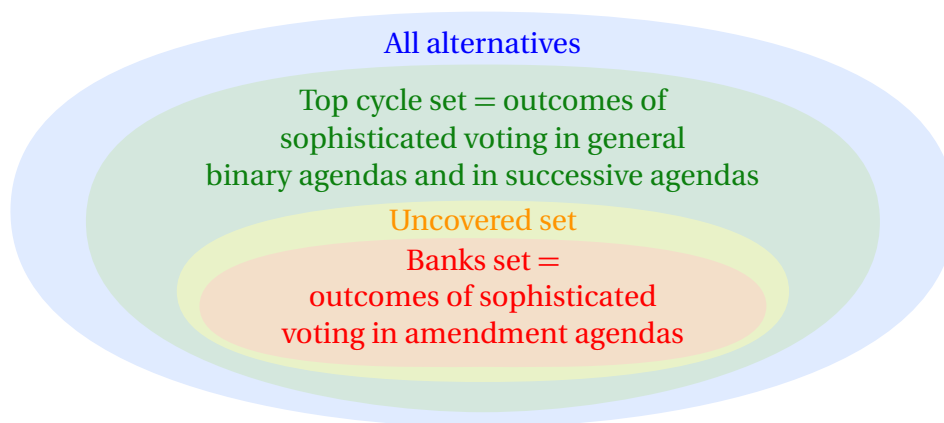 All alternatives
Top cycle set = outcomes of
sophisticated voting in general
binary agendas and in successive agendas
Uncovered set
Banks set =
outcomes of sophisticated
voting in amendment agendas